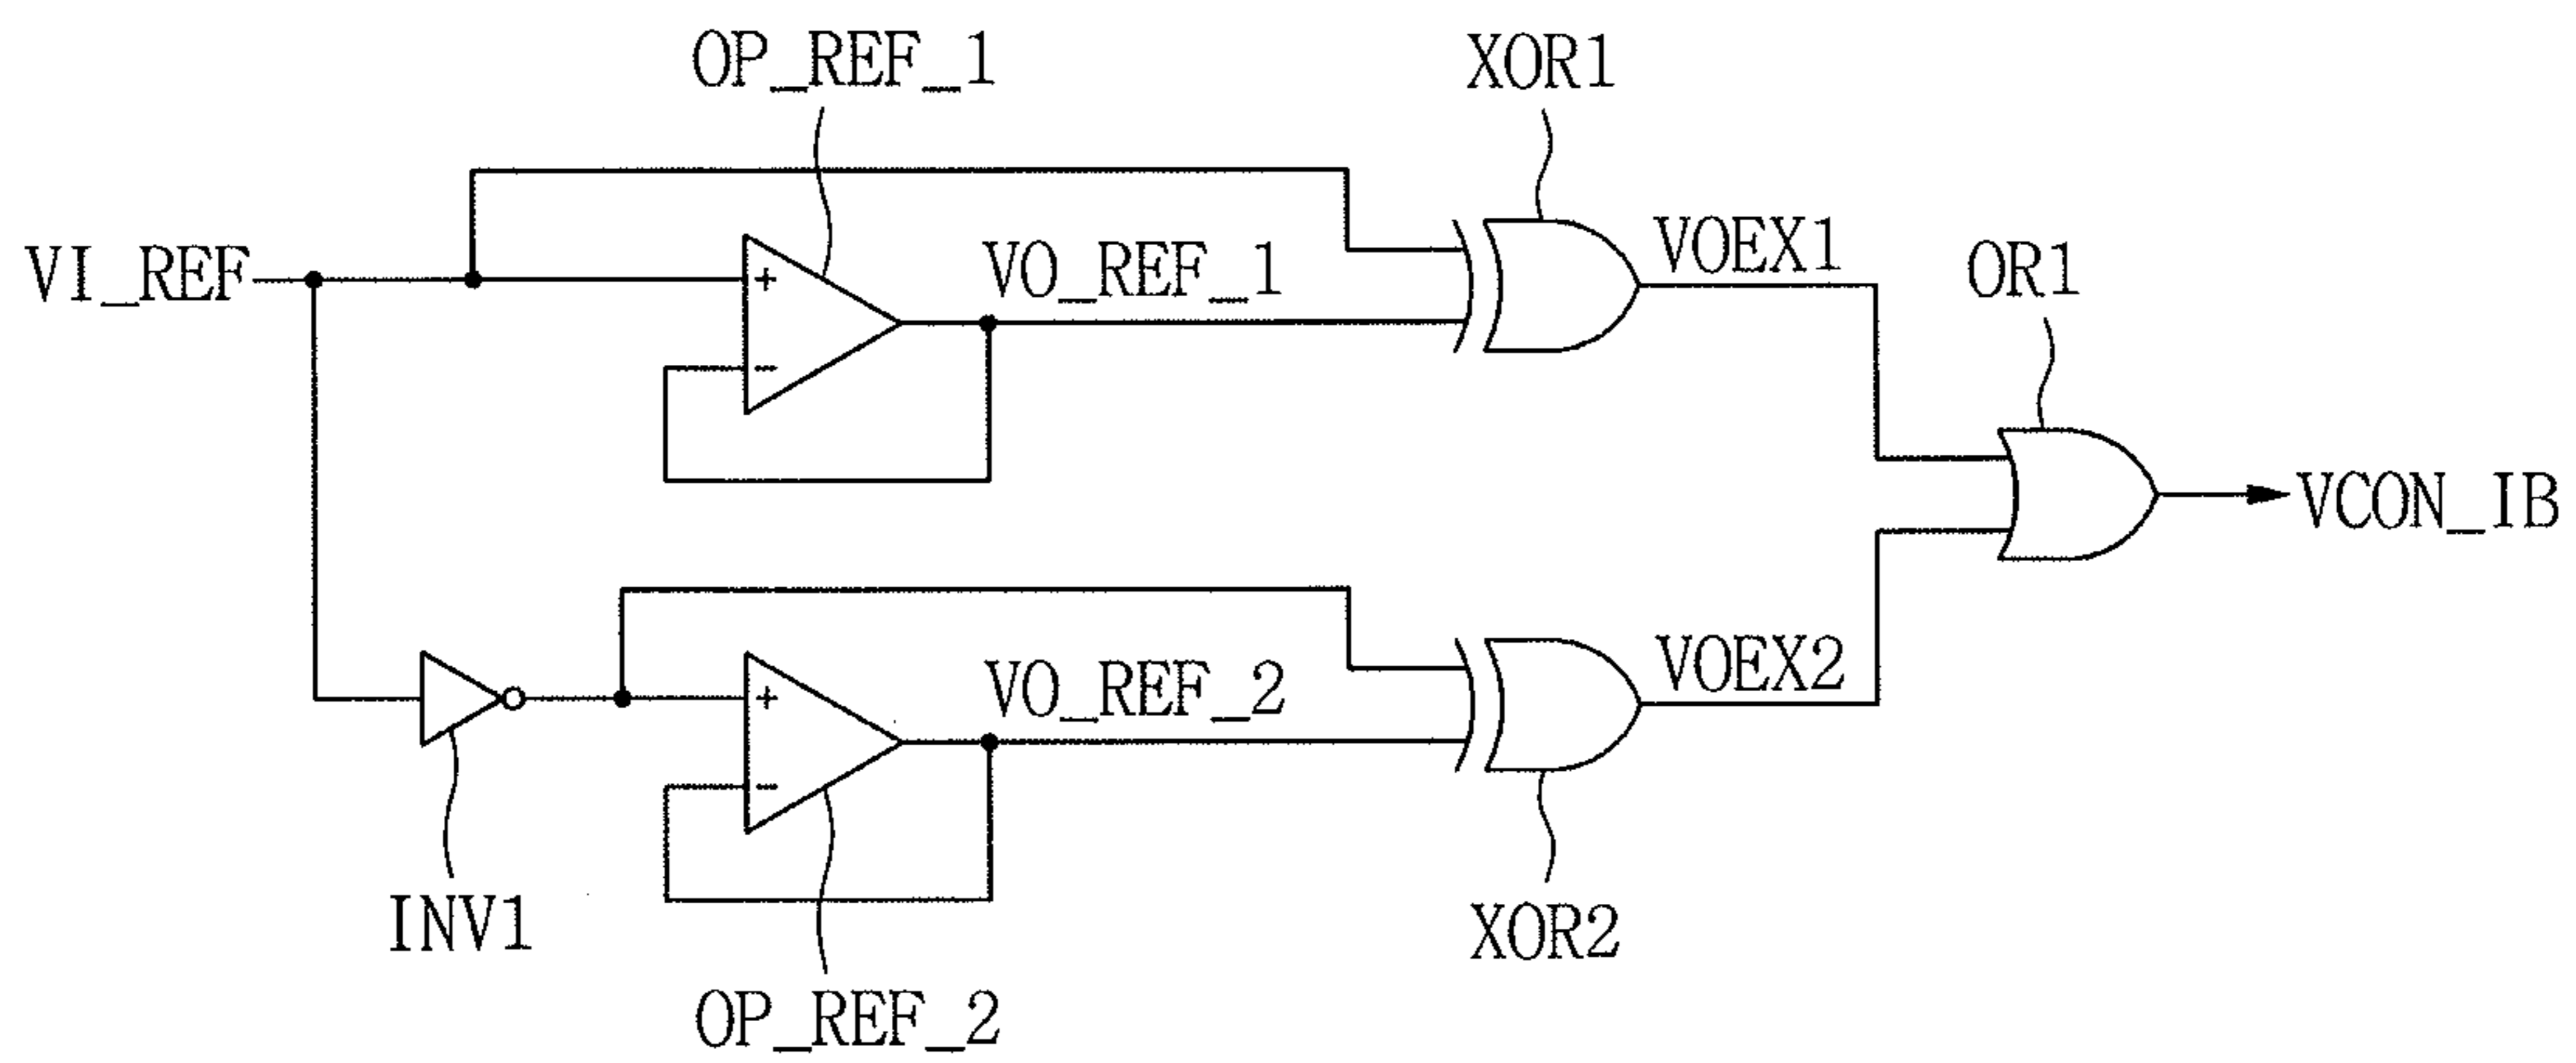 OP_REF_1
XOR1
VI_REF
+
-
VO_REF_1
VOEX1
OR1
VCON_IB
INV1
+
-
VO_REF_2
VOEX2
XOR2
OP_REF_2